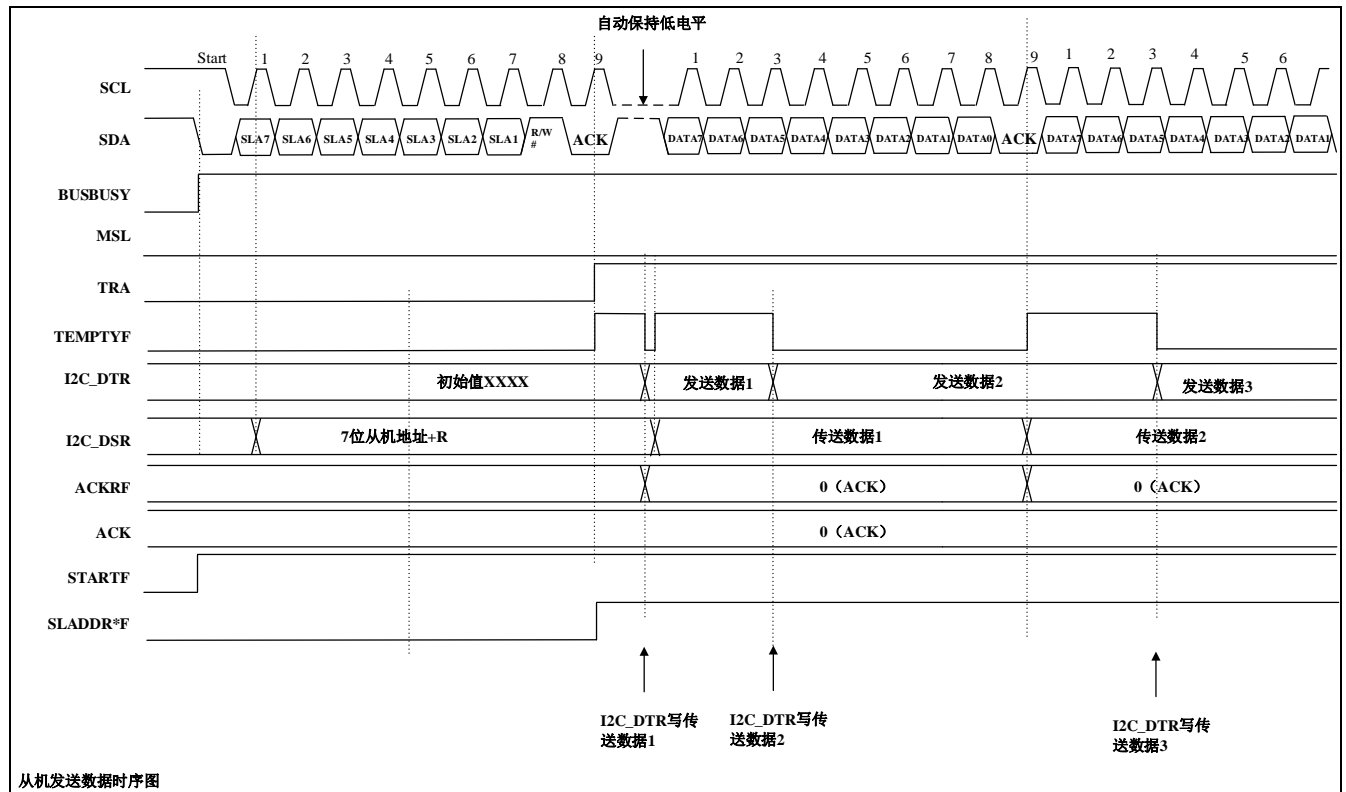 自动保持低电平
Start 1 2 3 4 5 6 7 8 9 1 2 3 4 5 6 7 8 9 1 2 3 4 5 6
SCL
SDA SLA7 SLA6 SLA5 SLA4 SLA3 SLA2 SLA1 R/W# ACK DATA7 DATA6 DATA5 DATA4 DATA3 DATA2 DATA1 DATA0 ACK DATA7 DATA6 DATA5 DATA4 DATA3 DATA2 DATA1
BUSBUSY
MSL
TRA
TEMPTYF
I2C_DTR 初始值XXXX 发送数据1 发送数据2 发送数据3
I2C_DSR 7位从机地址+R 传送数据1 传送数据2
ACKRF 0（ACK） 0（ACK）
ACK 0（ACK）
STARTF
SLADDR*F
I2C_DTR写传
送数据1
I2C_DTR写传
送数据2
I2C_DTR写传
送数据3
从机发送数据时序图